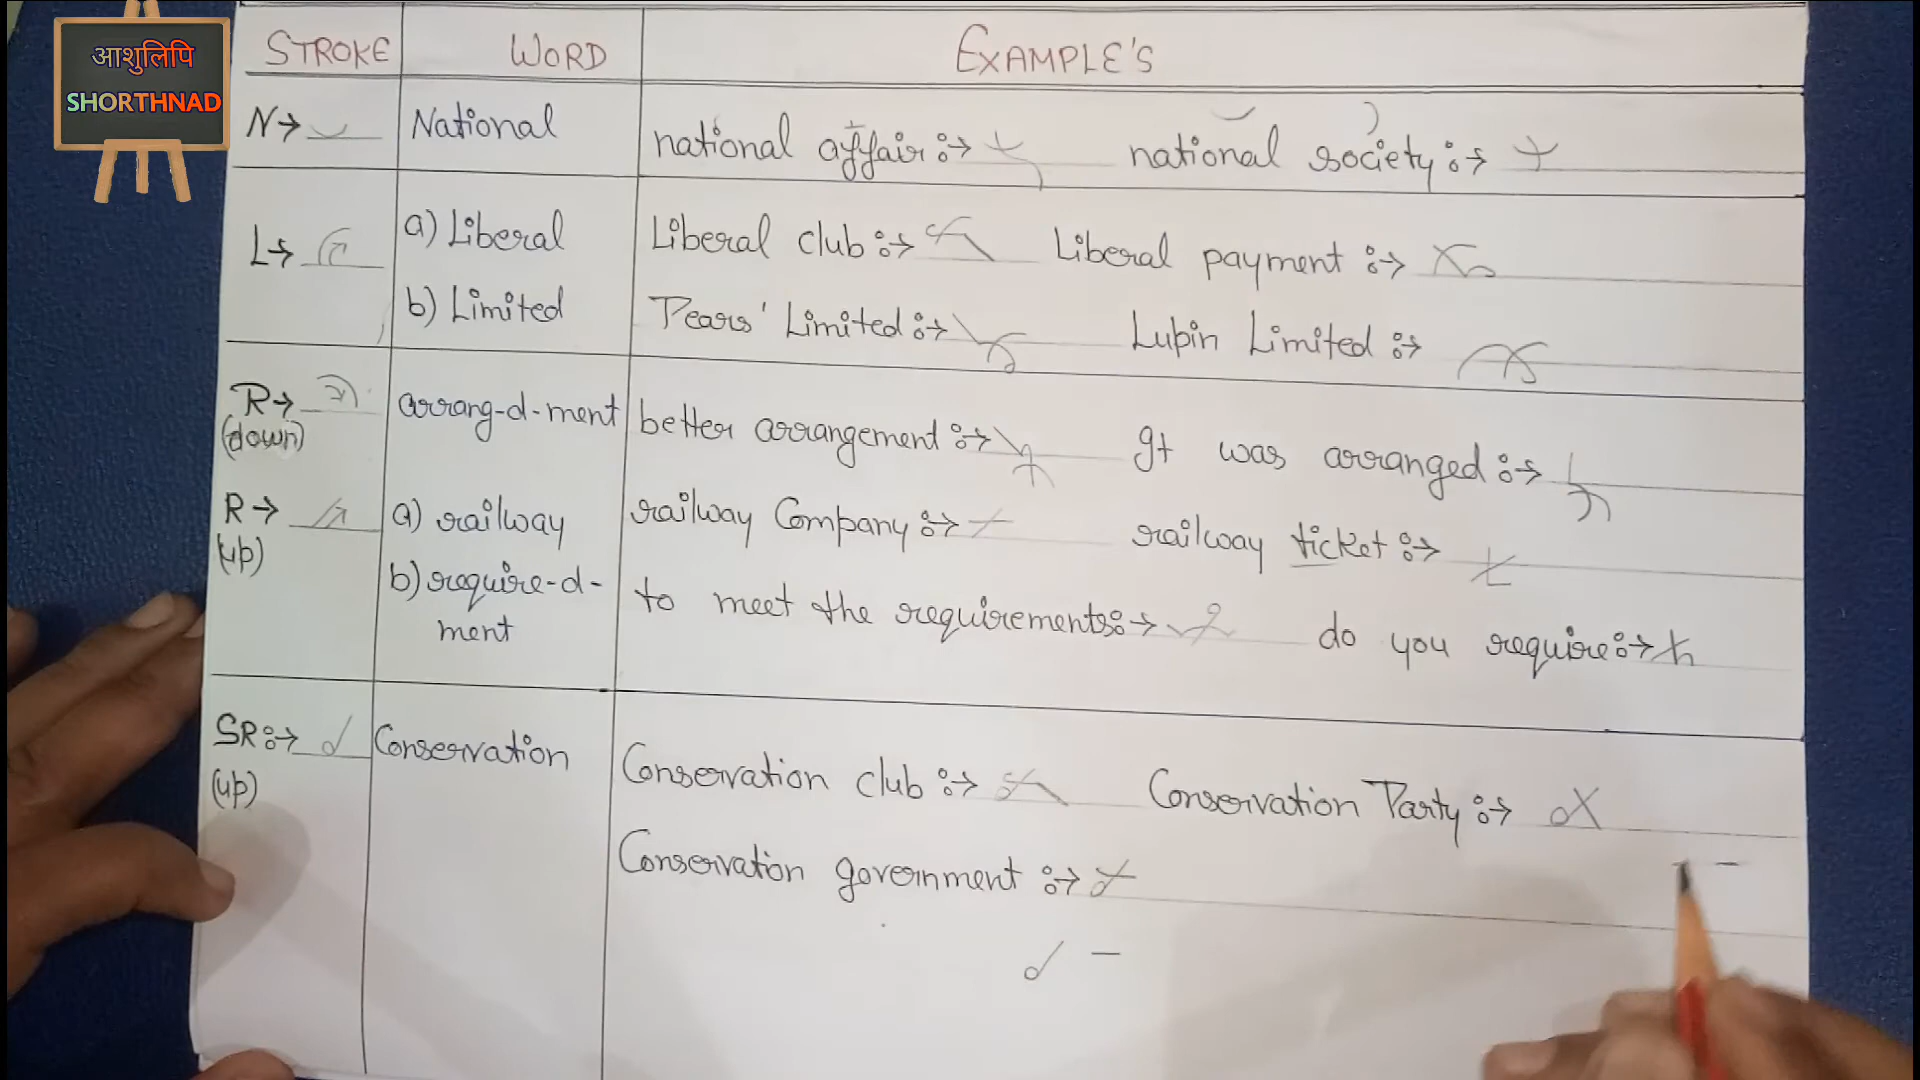 आशुलिपि
SHORTHNAD
STROKE WORD EXAMPLE'S
N→ National national affair:→ national society:→
L→ a) Liberal Liberal club:→ Liberal payment:→
b) Limited Pears' Limited:→ Lupin Limited:→
R→ (down) arrang-d-ment better arrangement:→ It was arranged:→
R→ (up) a) railway railway Company:→ railway ticket:→
b) require-d-ment to meet the requirements:→ do you require:→
SR:→ (up) Conservation Conservation club:→ Conservation Party:→
Conservation government:→